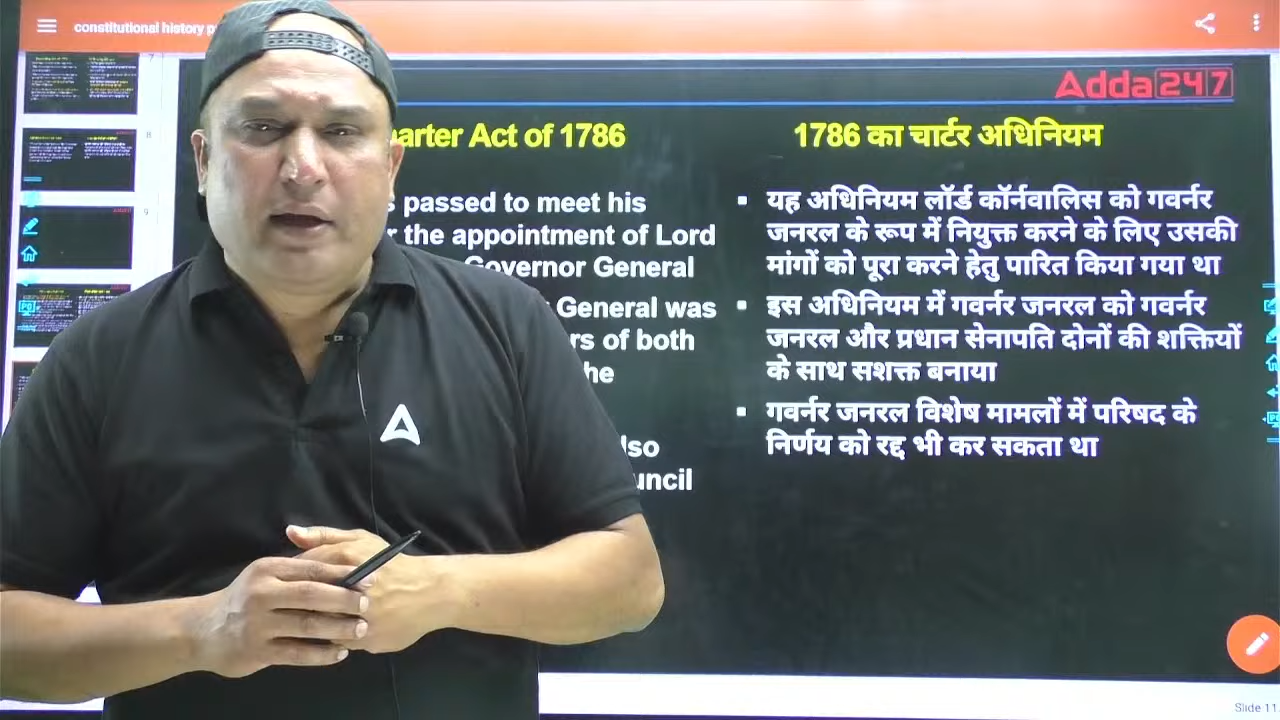 constitutional history
Adda247
7
8
9
arter Act of 1786
passed to meet his
the appointment of Lord
Governor General
General was
rs of both
he
lso
uncil
1786 का चार्टर अधिनियम
▪ यह अधिनियम लॉर्ड कॉर्नवालिस को गवर्नर
जनरल के रूप में नियुक्त करने के लिए उसकी
मांगों को पूरा करने हेतु पारित किया गया था
▪ इस अधिनियम में गवर्नर जनरल को गवर्नर
जनरल और प्रधान सेनापति दोनों की शक्तियों
के साथ सशक्त बनाया
▪ गवर्नर जनरल विशेष मामलों में परिषद के
निर्णय को रद्द भी कर सकता था
Slide 11